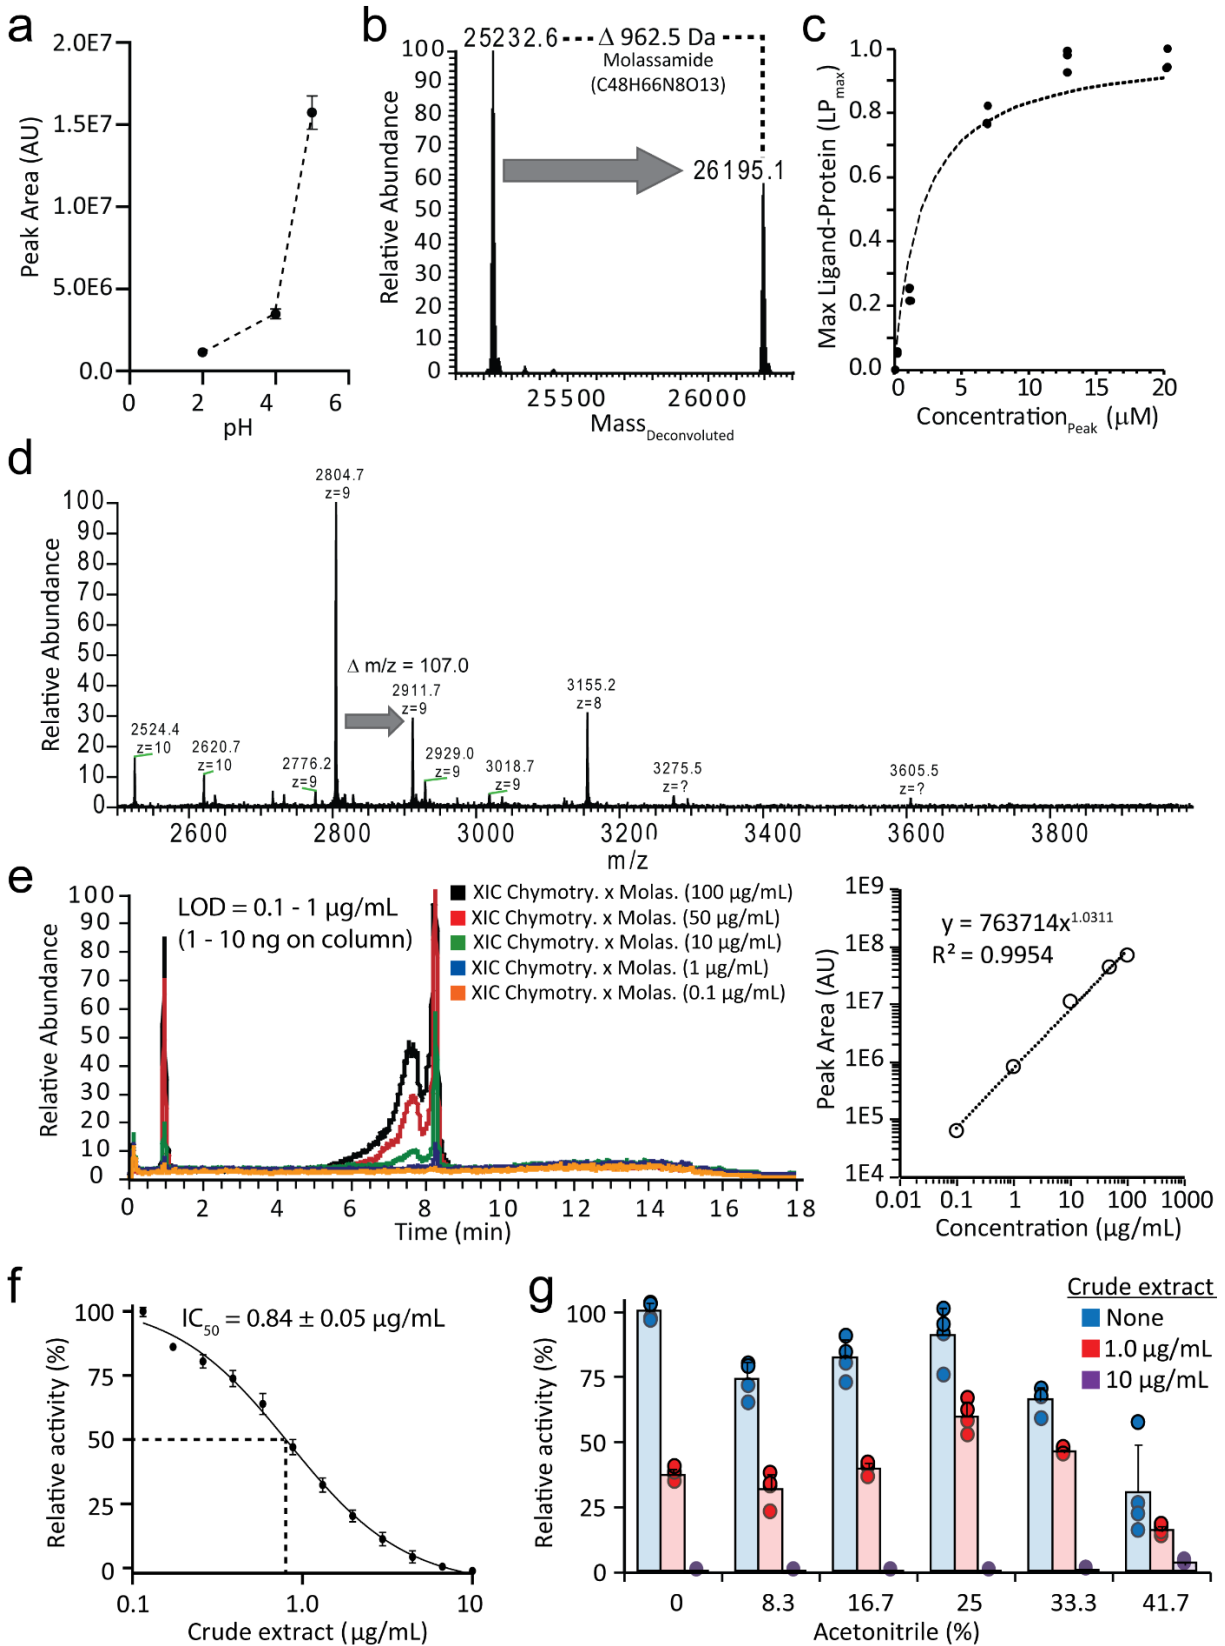 a
2.0E7
1.5E7
1.0E7
5.0E6
0.0
Peak Area (AU)
0 2 4 6
pH
b
25232.6
Δ 962.5 Da
Molassamide
(C48H66N8O13)
26195.1
100
90
80
70
60
50
40
30
20
10
0
Relative Abundance
25500 26000
Mass Deconvoluted
c
1.0
0.8
0.6
0.4
0.2
0.0
Max Ligand-Protein (LPmax)
0 5 10 15 20
Concentration Peak (μM)
d
100
90
80
70
60
50
40
30
20
10
0
Relative Abundance
2804.7
z=9
Δ m/z = 107.0
2911.7
z=9
3155.2
z=8
2524.4
z=10
2620.7
z=10
2776.2
z=9
2929.0
z=9
3018.7
z=9
3275.5
z=?
3605.5
z=?
2600 2800 3000 3200 3400 3600 3800
m/z
e
100
90
80
70
60
50
40
30
20
10
0
Relative Abundance
LOD = 0.1 - 1 μg/mL
(1 - 10 ng on column)
XIC Chymotry. x Molas. (100 μg/mL)
XIC Chymotry. x Molas. (50 μg/mL)
XIC Chymotry. x Molas. (10 μg/mL)
XIC Chymotry. x Molas. (1 μg/mL)
XIC Chymotry. x Molas. (0.1 μg/mL)
0 2 4 6 8 10 12 14 16 18
Time (min)
1E9
1E8
1E7
1E6
1E5
1E4
Peak Area (AU)
y = 763714x^1.0311
R² = 0.9954
0.01 0.1 1 10 100 1000
Concentration (μg/mL)
f
100
75
50
25
0
Relative activity (%)
IC50 = 0.84 ± 0.05 μg/mL
0.1 1.0 10
Crude extract (μg/mL)
g
100
75
50
25
0
Relative activity (%)
Crude extract
None
1.0 μg/mL
10 μg/mL
0 8.3 16.7 25 33.3 41.7
Acetonitrile (%)